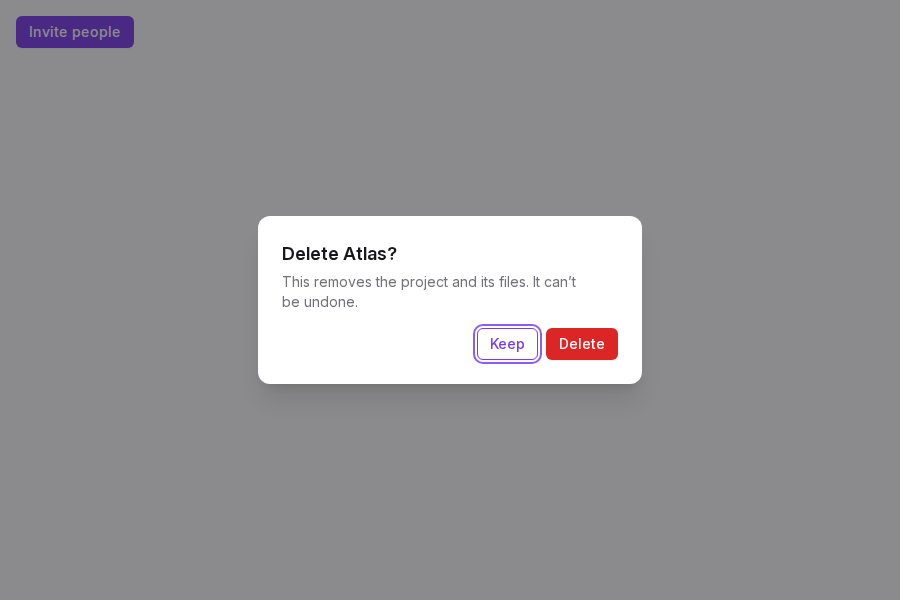 Invite people
Delete Atlas?
This removes the project and its files. It can’t
be undone.
Keep
Delete